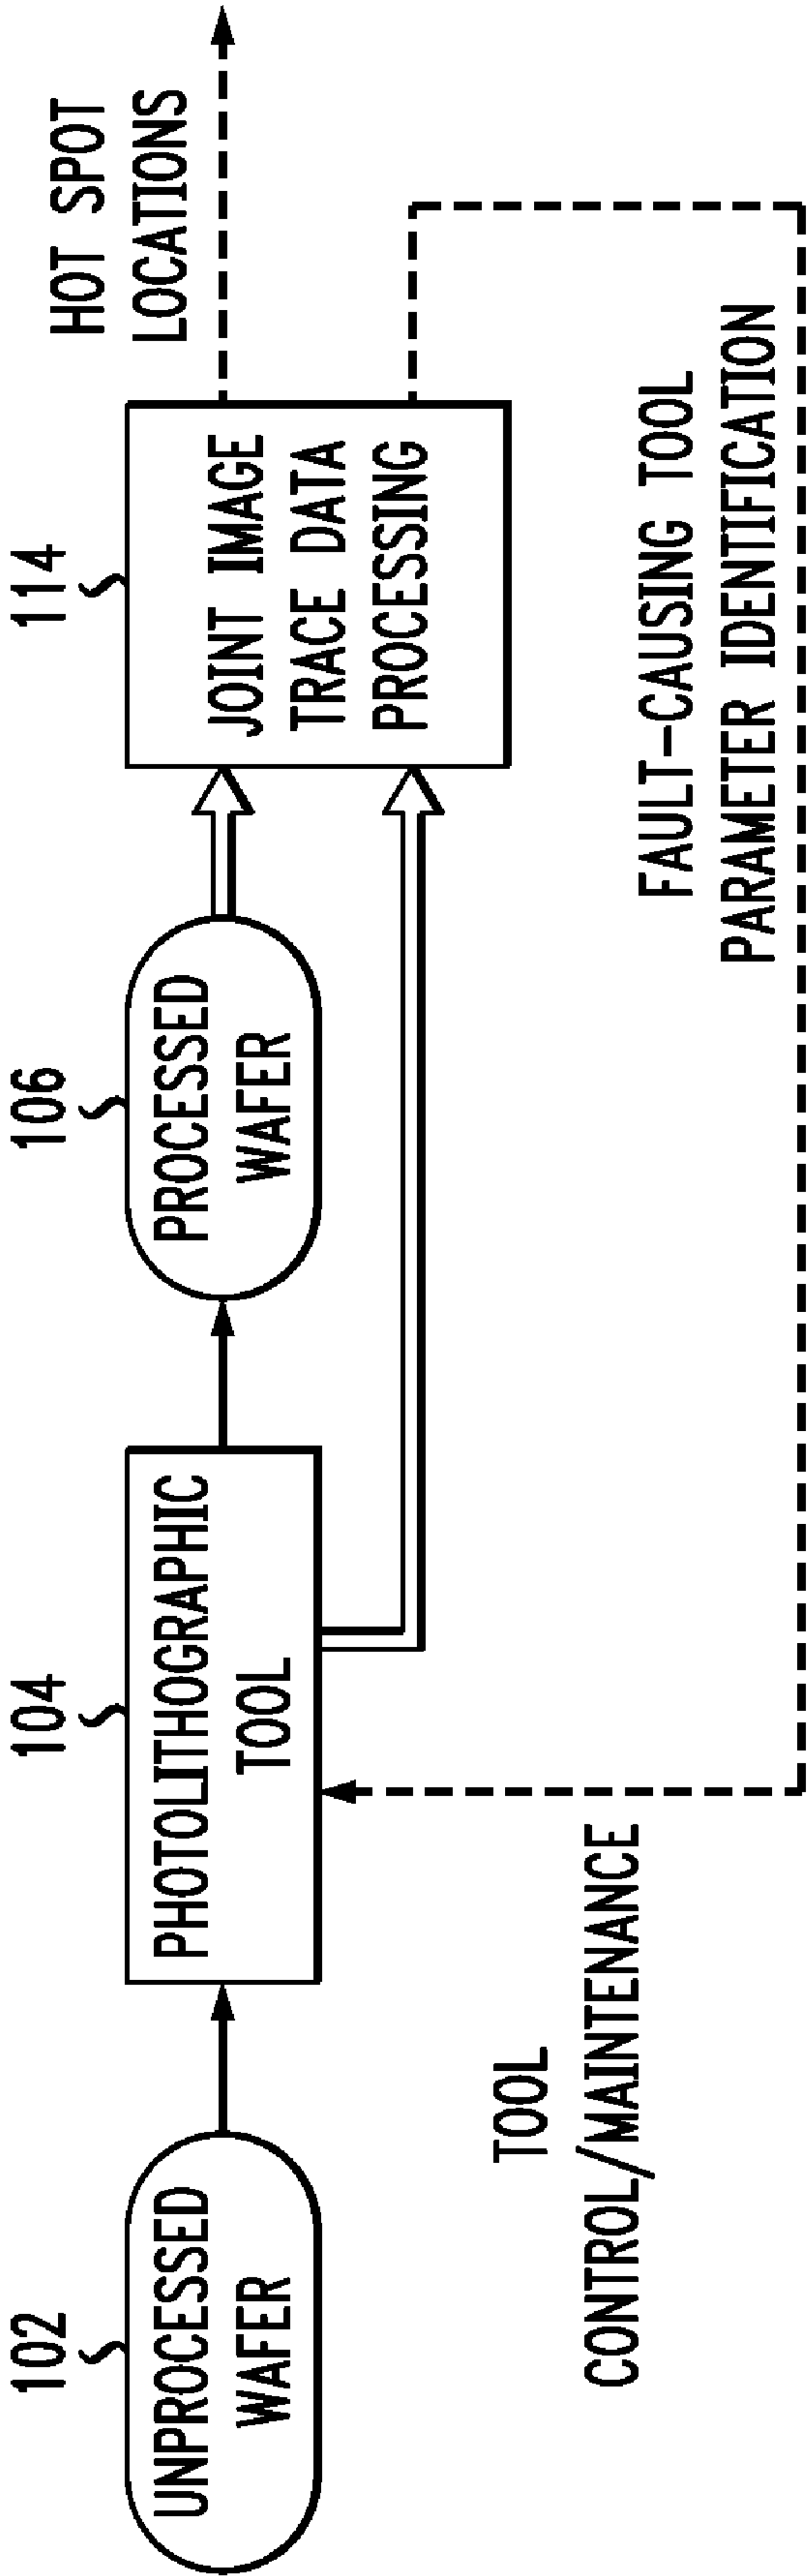 102
UNPROCESSED
WAFER
104
PHOTOLITHOGRAPHIC
TOOL
106
PROCESSED
WAFER
114
JOINT IMAGE
TRACE DATA
PROCESSING
HOT SPOT
LOCATIONS
TOOL
CONTROL/MAINTENANCE
FAULT-CAUSING TOOL
PARAMETER IDENTIFICATION